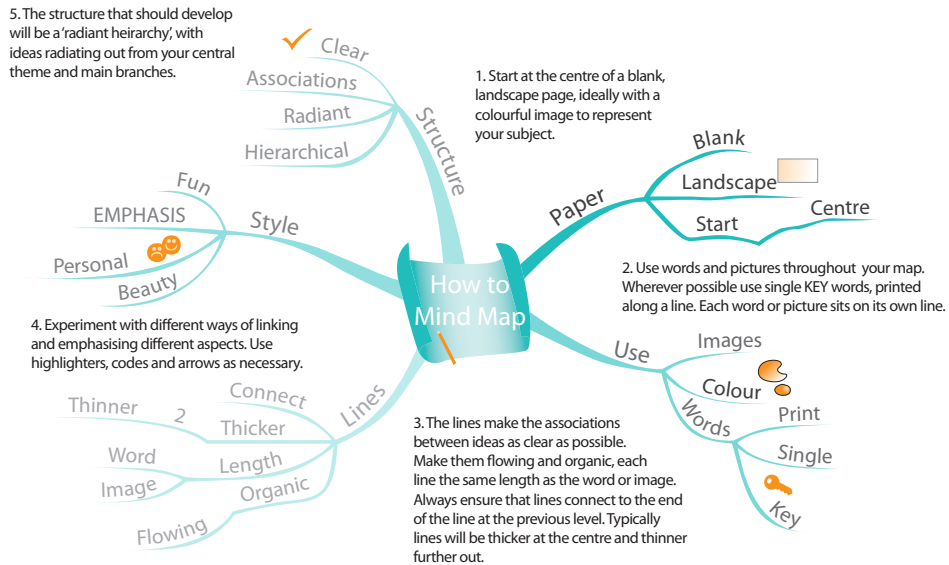 How to
Mind Map
1. Start at the centre of a blank,
landscape page, ideally with a
colourful image to represent
your subject.
Paper
Blank
Landscape
Start
Centre
2. Use words and pictures throughout your map.
Wherever possible use single KEY words, printed
along a line. Each word or picture sits on its own line.
Use
Images
Colour
Words
Print
Single
Key
3. The lines make the associations
between ideas as clear as possible.
Make them flowing and organic, each
line the same length as the word or image.
Always ensure that lines connect to the end
of the line at the previous level. Typically
lines will be thicker at the centre and thinner
further out.
Lines
Connect
Thicker
2
Thinner
Length
Word
Image
Organic
Flowing
4. Experiment with different ways of linking
and emphasising different aspects. Use
highlighters, codes and arrows as necessary.
Style
Fun
EMPHASIS
Personal
Beauty
5. The structure that should develop
will be a ‘radiant heirarchy’, with
ideas radiating out from your central
theme and main branches.
Structure
Clear
Associations
Radiant
Hierarchical